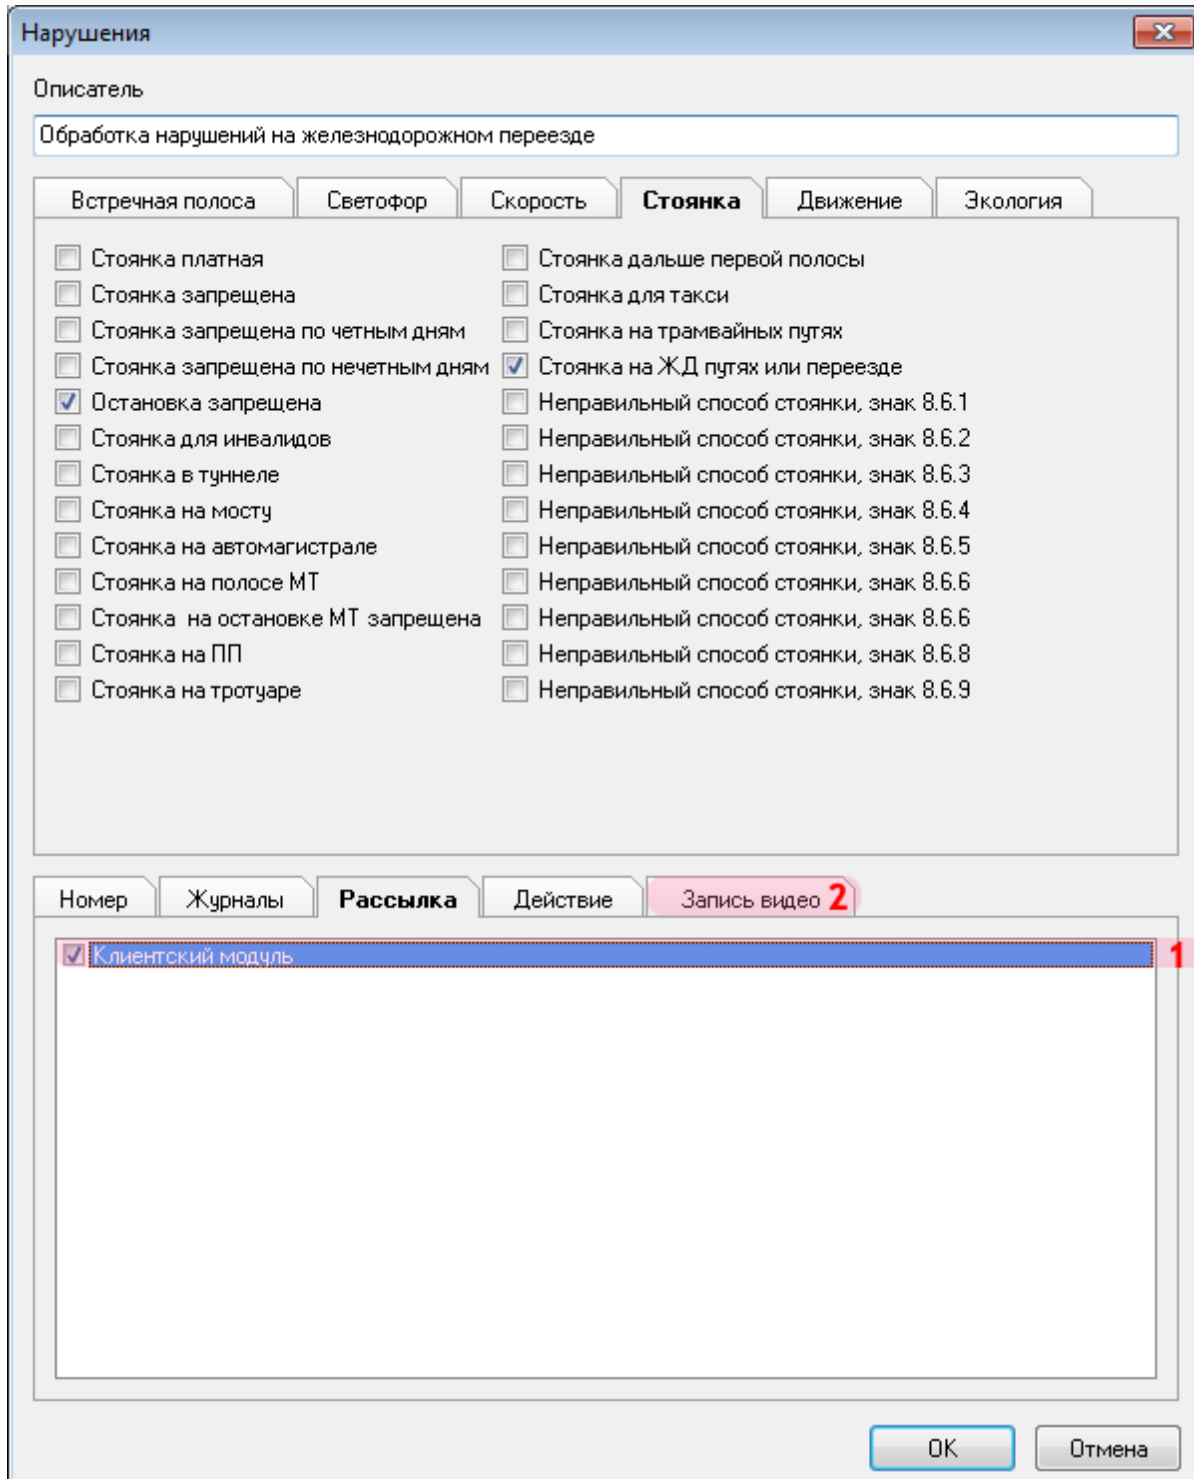 Нарушения
Описатель
Обработка нарушений на железнодорожном переезде
Встречная полоса Светофор Скорость Стоянка Движение Экология
Стоянка платная
Стоянка запрещена
Стоянка запрещена по четным дням
Стоянка запрещена по нечетным дням
Остановка запрещена
Стоянка для инвалидов
Стоянка в туннеле
Стоянка на мосту
Стоянка на автомагистрале
Стоянка на полосе МТ
Стоянка на остановке МТ запрещена
Стоянка на ПП
Стоянка на тротуаре
Стоянка дальше первой полосы
Стоянка для такси
Стоянка на трамвайных путях
Стоянка на ЖД путях или переезде
Неправильный способ стоянки, знак 8.6.1
Неправильный способ стоянки, знак 8.6.2
Неправильный способ стоянки, знак 8.6.3
Неправильный способ стоянки, знак 8.6.4
Неправильный способ стоянки, знак 8.6.5
Неправильный способ стоянки, знак 8.6.6
Неправильный способ стоянки, знак 8.6.6
Неправильный способ стоянки, знак 8.6.8
Неправильный способ стоянки, знак 8.6.9
Номер Журналы Рассылка Действие Запись видео 2
Клиентский модуль 1
ОК Отмена